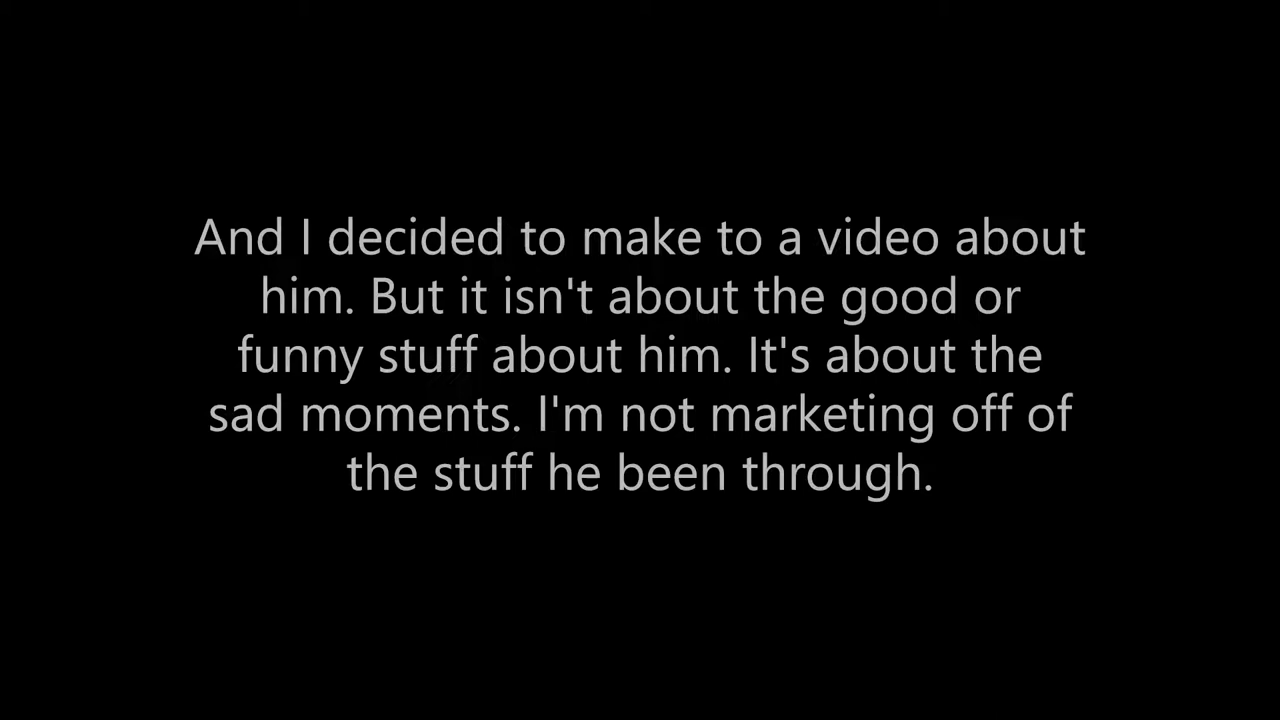 And I decided to make to a video about
him. But it isn't about the good or
funny stuff about him. It's about the
sad moments. I'm not marketing off of
the stuff he been through.